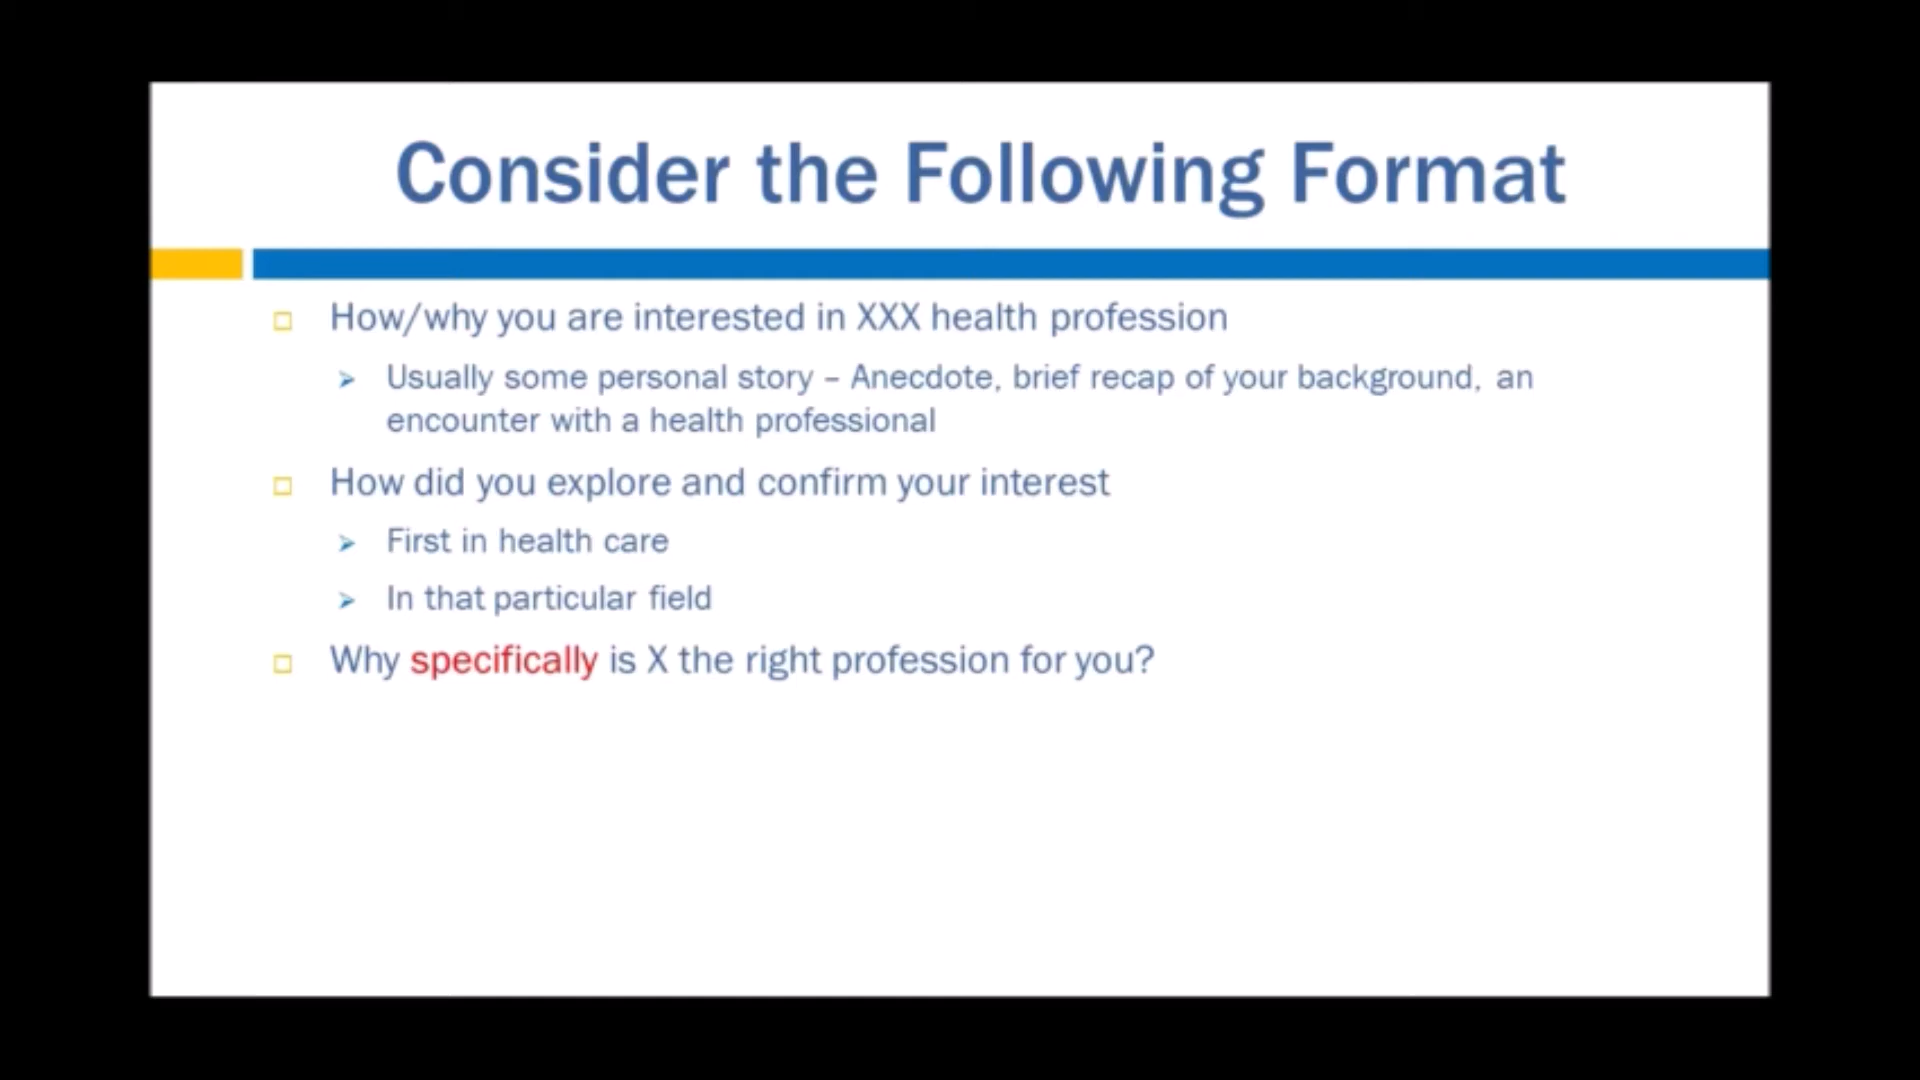 Consider the Following Format
How/why you are interested in XXX health profession
Usually some personal story – Anecdote, brief recap of your background, an
encounter with a health professional
How did you explore and confirm your interest
First in health care
In that particular field
Why specifically is X the right profession for you?